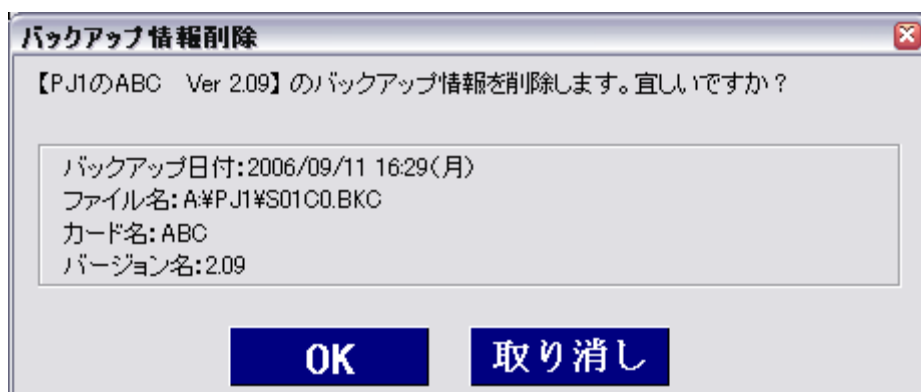 バックアップ情報削除
【PJ1のABC　Ver 2.09】のバックアップ情報を削除します。宜しいですか？
バックアップ日付:2006/09/11 16:29(月)
ファイル名:A:¥PJ1¥S01C0.BKC
カード名:ABC
バージョン名:2.09
OK 取り消し